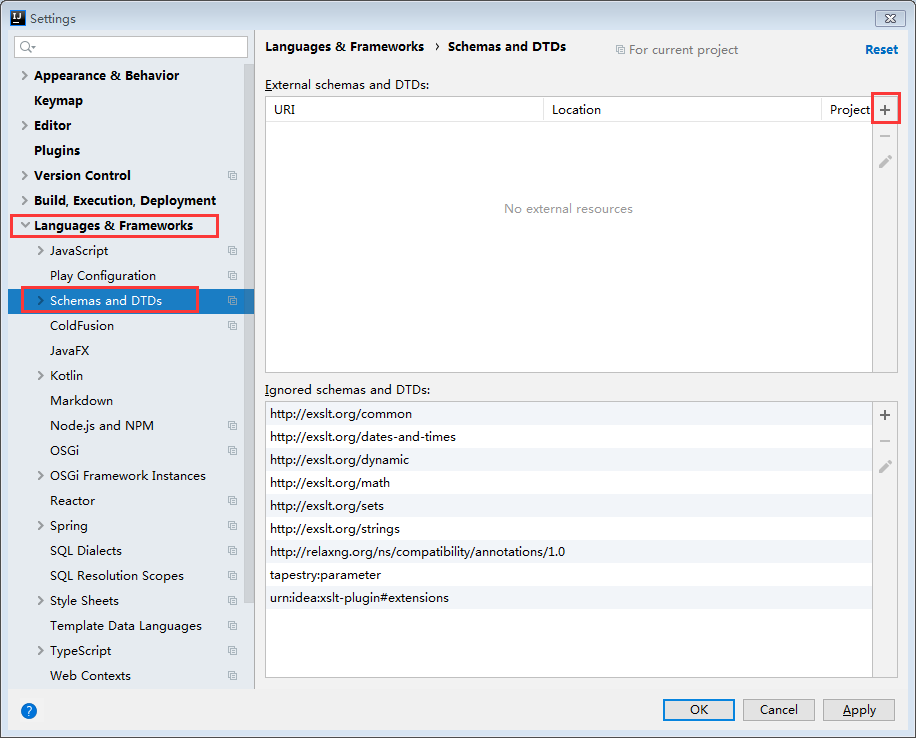 Settings
Appearance & Behavior
Keymap
Editor
Plugins
Version Control
Build, Execution, Deployment
Languages & Frameworks
JavaScript
Play Configuration
Schemas and DTDs
ColdFusion
JavaFX
Kotlin
Markdown
Node.js and NPM
OSGi
OSGi Framework Instances
Reactor
Spring
SQL Dialects
SQL Resolution Scopes
Style Sheets
Template Data Languages
TypeScript
Web Contexts
Languages & Frameworks › Schemas and DTDs For current project Reset
External schemas and DTDs:
URI Location Project
No external resources
Ignored schemas and DTDs:
http://exslt.org/common
http://exslt.org/dates-and-times
http://exslt.org/dynamic
http://exslt.org/math
http://exslt.org/sets
http://exslt.org/strings
http://relaxng.org/ns/compatibility/annotations/1.0
tapestry:parameter
urn:idea:xslt-plugin#extensions
? OK Cancel Apply